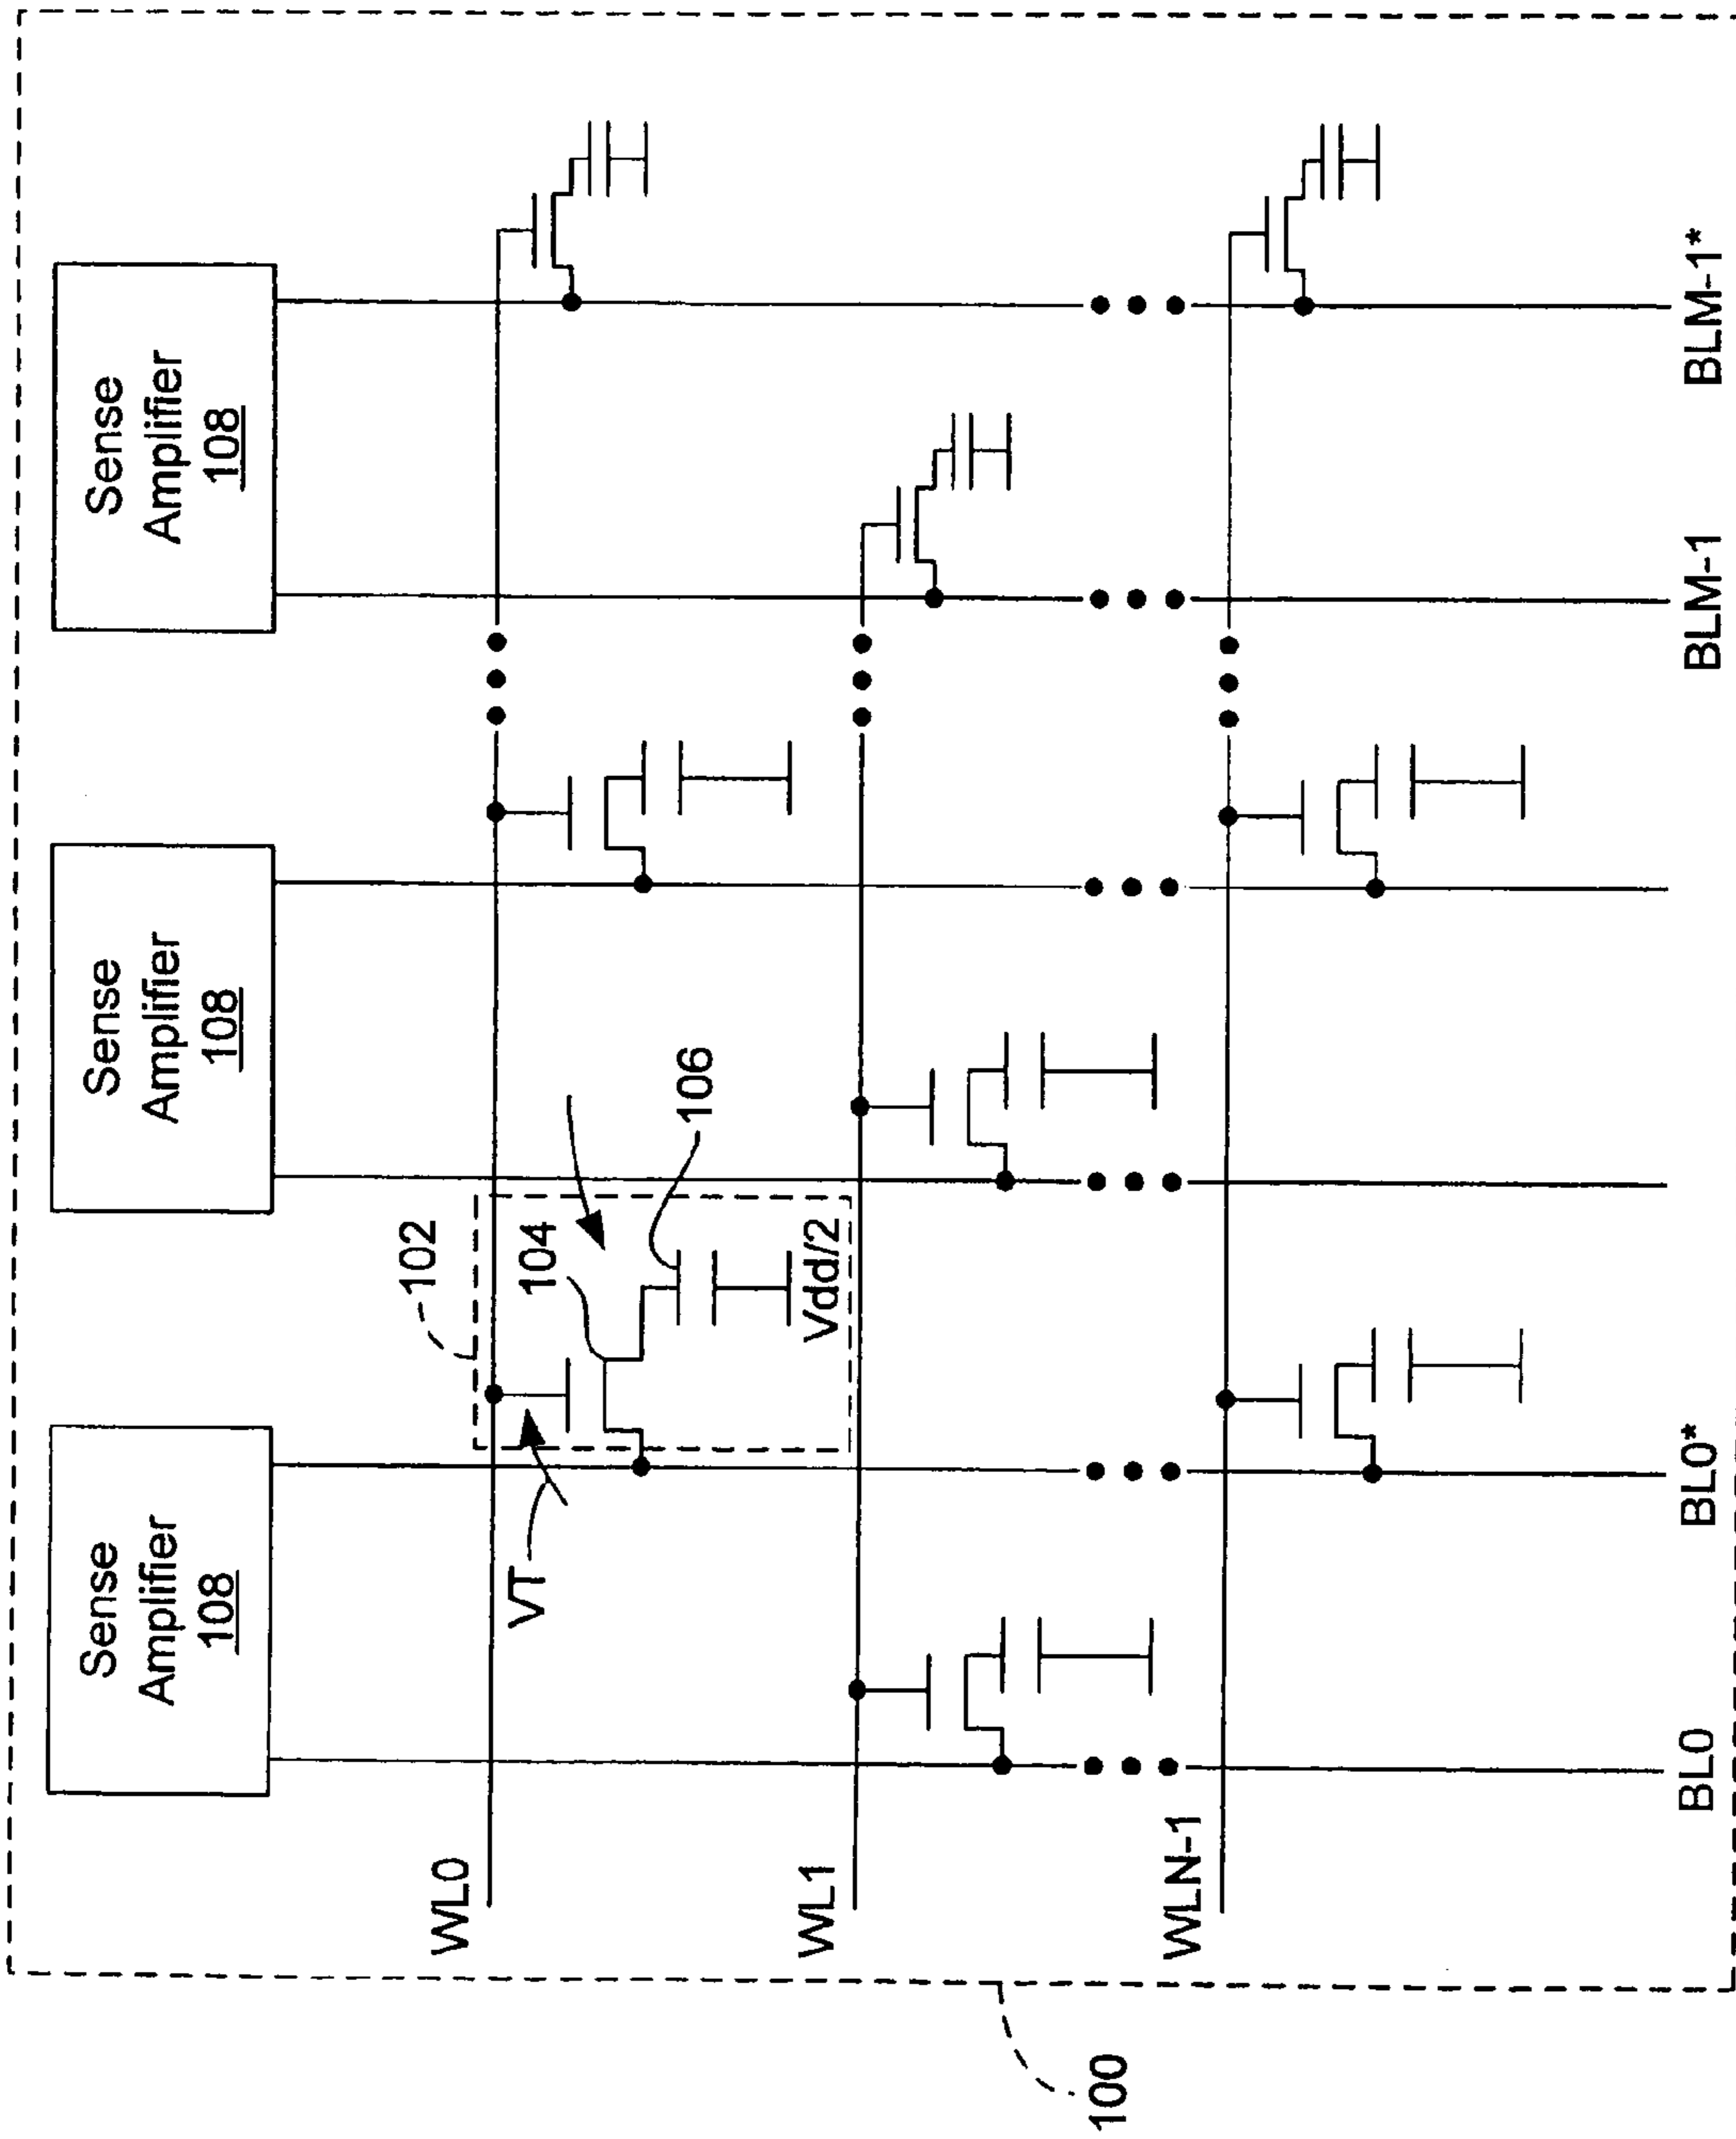 Sense
Amplifier
108
Sense
Amplifier
108
Sense
Amplifier
108
102
WL0
VT
104
106
Vdd/2
WL1
WLN-1
BL0
BL0*
BLM-1
BLM-1*
100